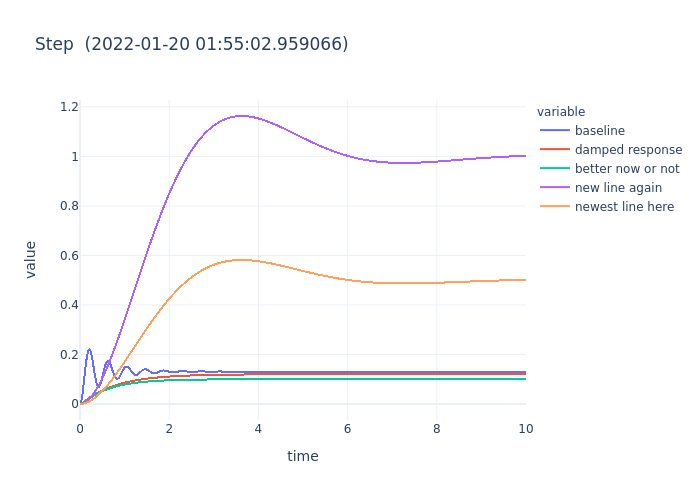 Step (2022-01-20 01:55:02.959066)
variable
baseline
damped response
better now or not
new line again
newest line here
value
1.2
1
0.8
0.6
0.4
0.2
0
0 2 4 6 8 10
time